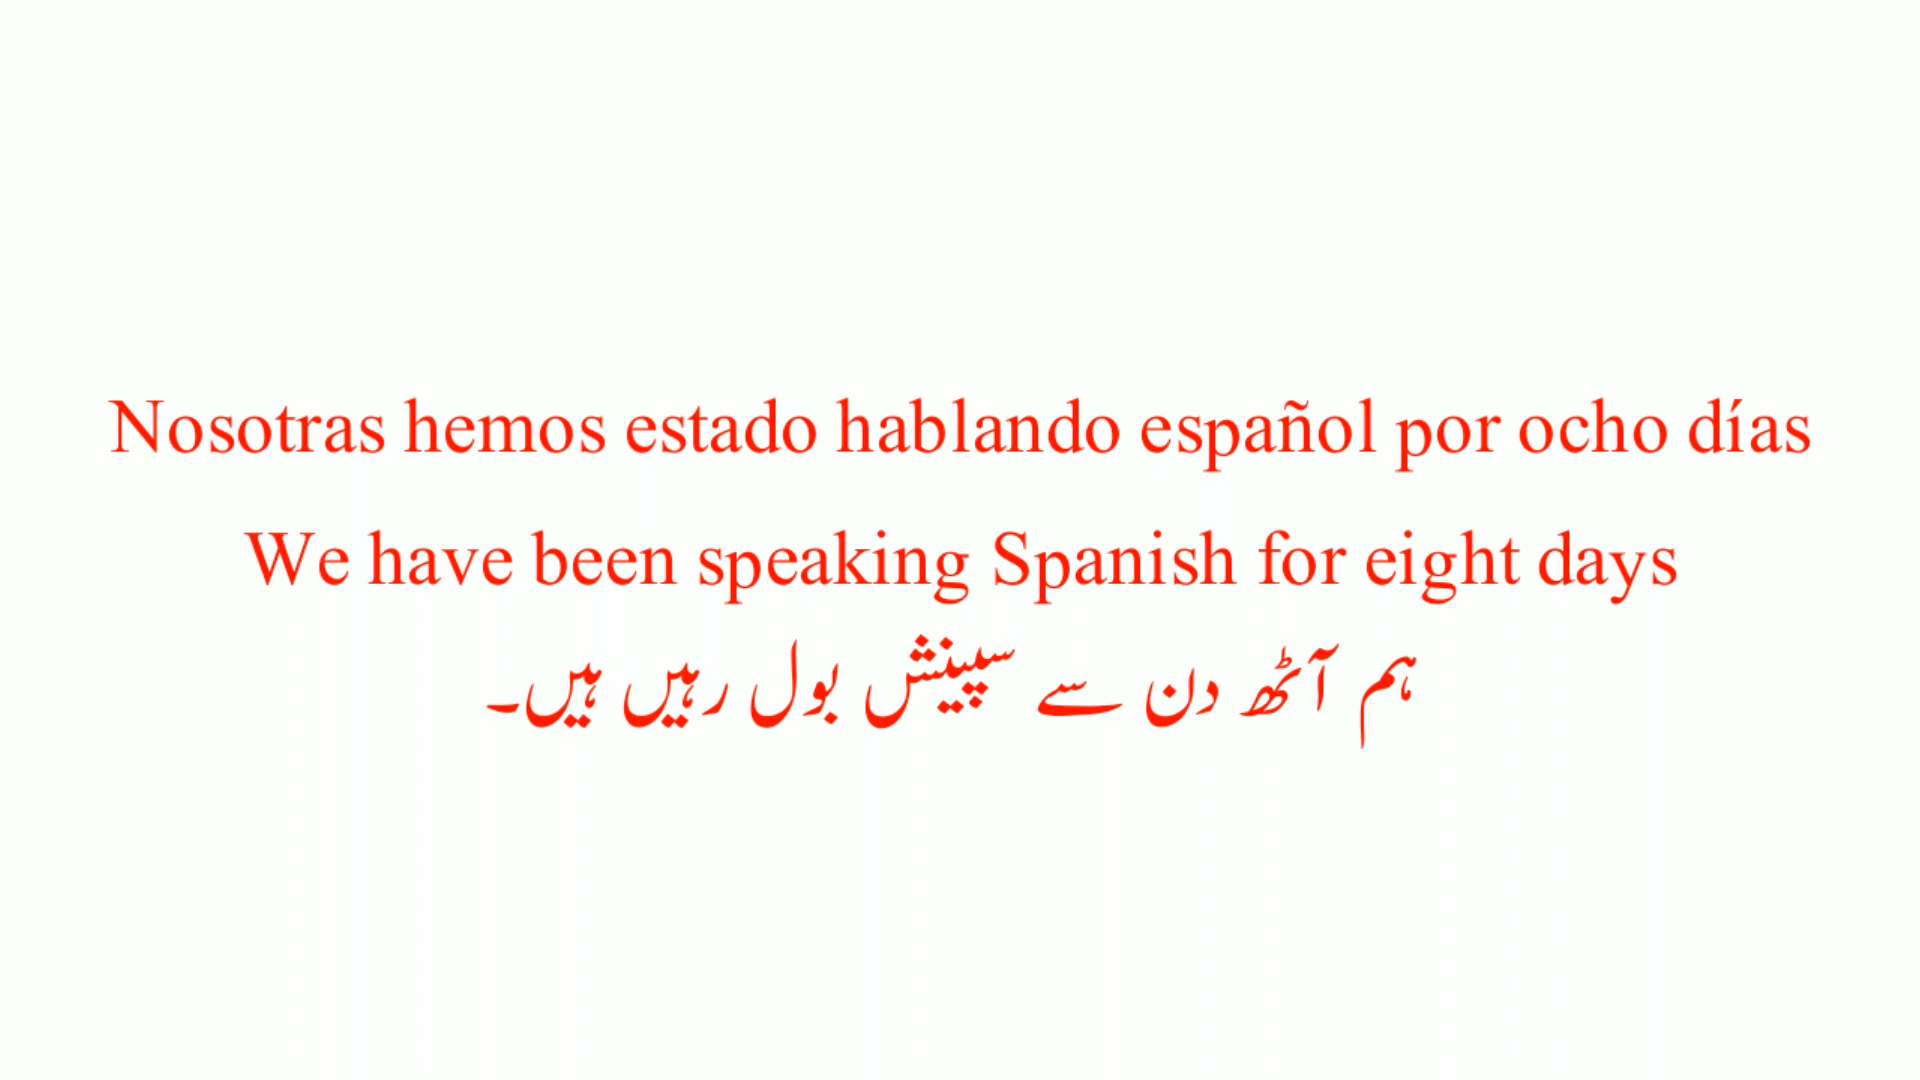 Nosotras hemos estado hablando español por ocho días
We have been speaking Spanish for eight days
ہم آٹھ دن سے سپینش بول رہیں ہیں۔